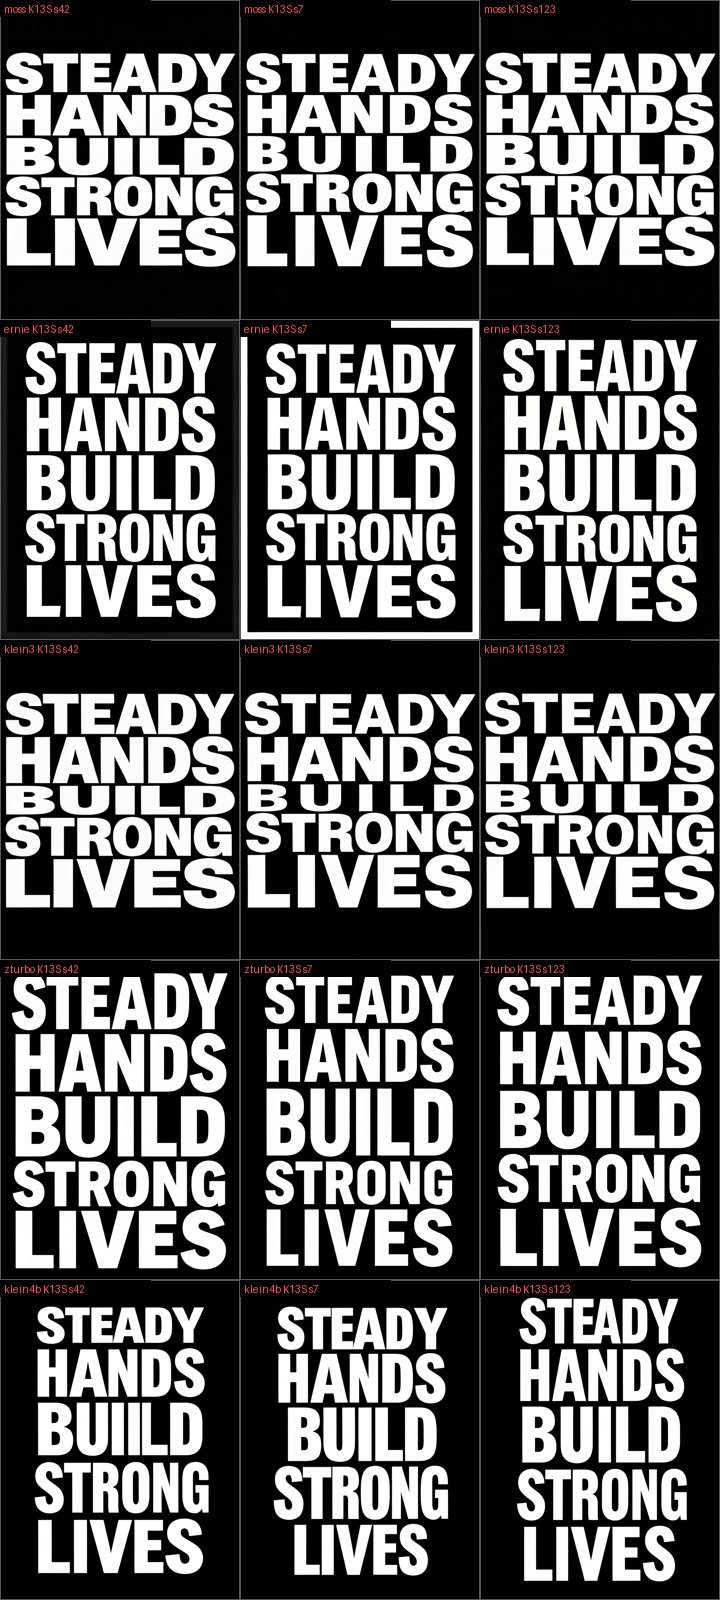 moss K13Ss42
STEADY
HANDS
BUILD
STRONG
LIVES
moss K13Ss7
STEADY
HANDS
BUILD
STRONG
LIVES
moss K13Ss123
STEADY
HANDS
BUILD
STRONG
LIVES
ernie K13Ss42
STEADY
HANDS
BUILD
STRONG
LIVES
ernie K13Ss7
STEADY
HANDS
BUILD
STRONG
LIVES
ernie K13Ss123
STEADY
HANDS
BUILD
STRONG
LIVES
klein3 K13Ss42
STEADY
HANDS
BUILD
STRONG
LIVES
klein3 K13Ss7
STEADY
HANDS
BUILD
STRONG
LIVES
klein3 K13Ss123
STEADY
HANDS
BUILD
STRONG
LIVES
zturbo K13Ss42
STEADY
HANDS
BUILD
STRONG
LIVES
zturbo K13Ss7
STEADY
HANDS
BUILD
STRONG
LIVES
zturbo K13Ss123
STEADY
HANDS
BUILD
STRONG
LIVES
klein4b K13Ss42
STEADY
HANDS
BUIILD
STRONG
LIVES
klein4b K13Ss7
STEADY
HANDS
BUILD
STRONG
LIVES
klein4b K13Ss123
STEADY
HANDS
BUILD
STRONG
LIVES